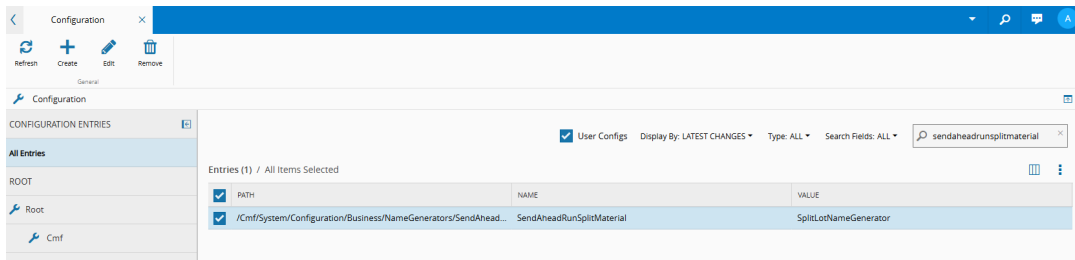 Configuration
A
Refresh Create Edit Remove
General
Configuration
CONFIGURATION ENTRIES
User Configs Display By: LATEST CHANGES Type: ALL Search Fields: ALL sendaheadrunsplitmaterial
All Entries
Entries (1) / All Items Selected
ROOT
PATH NAME VALUE
Root
/Cmf/System/Configuration/Business/NameGenerators/SendAhead... SendAheadRunSplitMaterial SplitLotNameGenerator
Cmf